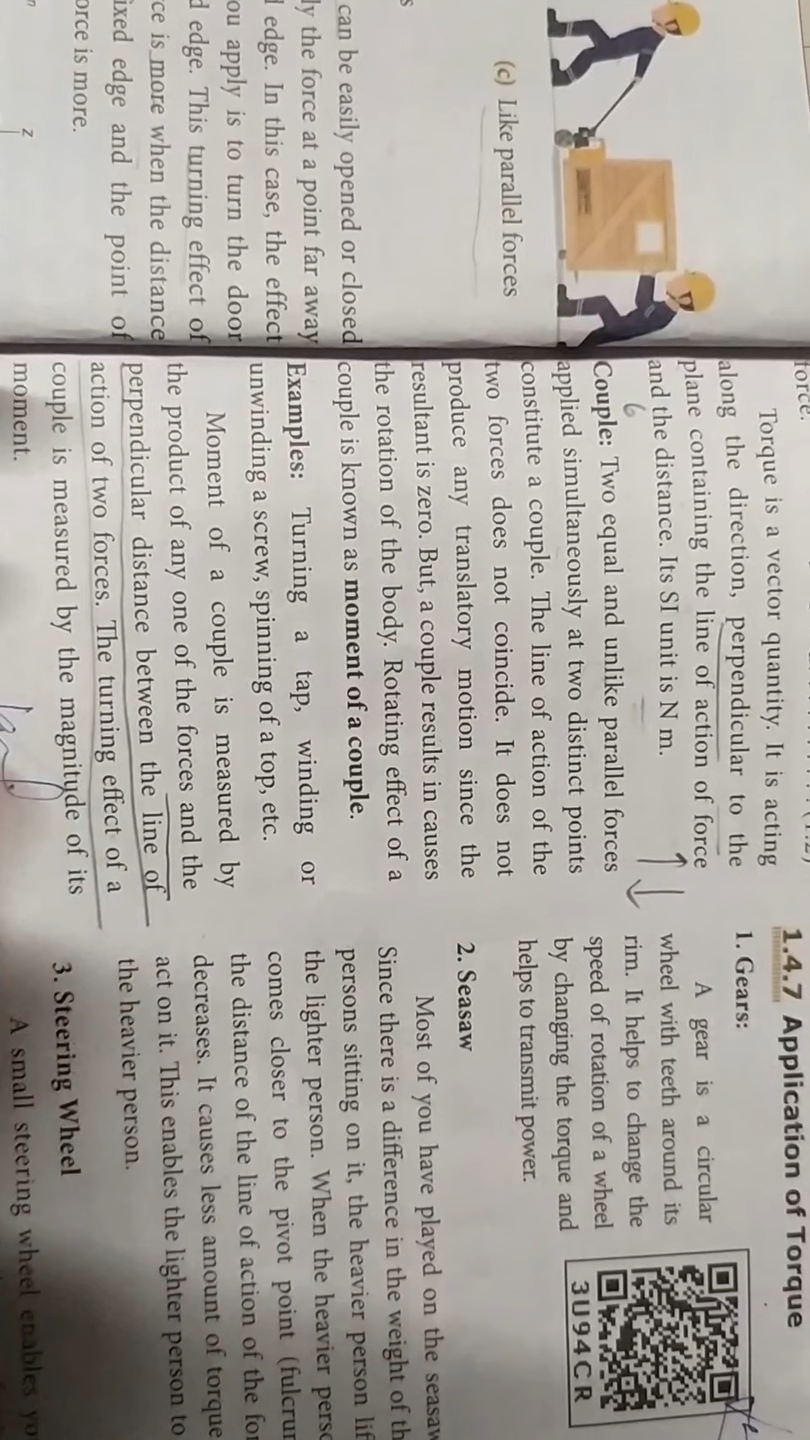 (c) Like parallel forces
can be easily opened or closed
the force at a point far away
edge. In this case, the effect
you apply is to turn the door
edge. This turning effect of
is more when the distance
edge and the point of
is more.
z
force.
Torque is a vector quantity. It is acting
along the direction, perpendicular to the
plane containing the line of action of force
and the distance. Its SI unit is N m.
6
Couple: Two equal and unlike parallel forces
applied simultaneously at two distinct points
constitute a couple. The line of action of the
two forces does not coincide. It does not
produce any translatory motion since the
resultant is zero. But, a couple results in causes
the rotation of the body. Rotating effect of a
couple is known as moment of a couple.
Examples: Turning a tap, winding or
unwinding a screw, spinning of a top, etc.
Moment of a couple is measured by
the product of any one of the forces and the
perpendicular distance between the line of
action of two forces. The turning effect of a
couple is measured by the magnitude of its
moment.
1.4.7 Application of Torque
1. Gears:
A gear is a circular
wheel with teeth around its
rim. It helps to change the
speed of rotation of a wheel
by changing the torque and
helps to transmit power.
3U94CR
2. Seasaw
Most of you have played on the seasaw
Since there is a difference in the weight of
persons sitting on it, the heavier person
the lighter person. When the heavier
comes closer to the pivot point
the distance of the line of action of the
decreases. It causes less amount of torque
act on it. This enables the lighter person to
the heavier person.
3. Steering Wheel
A small steering wheel enables